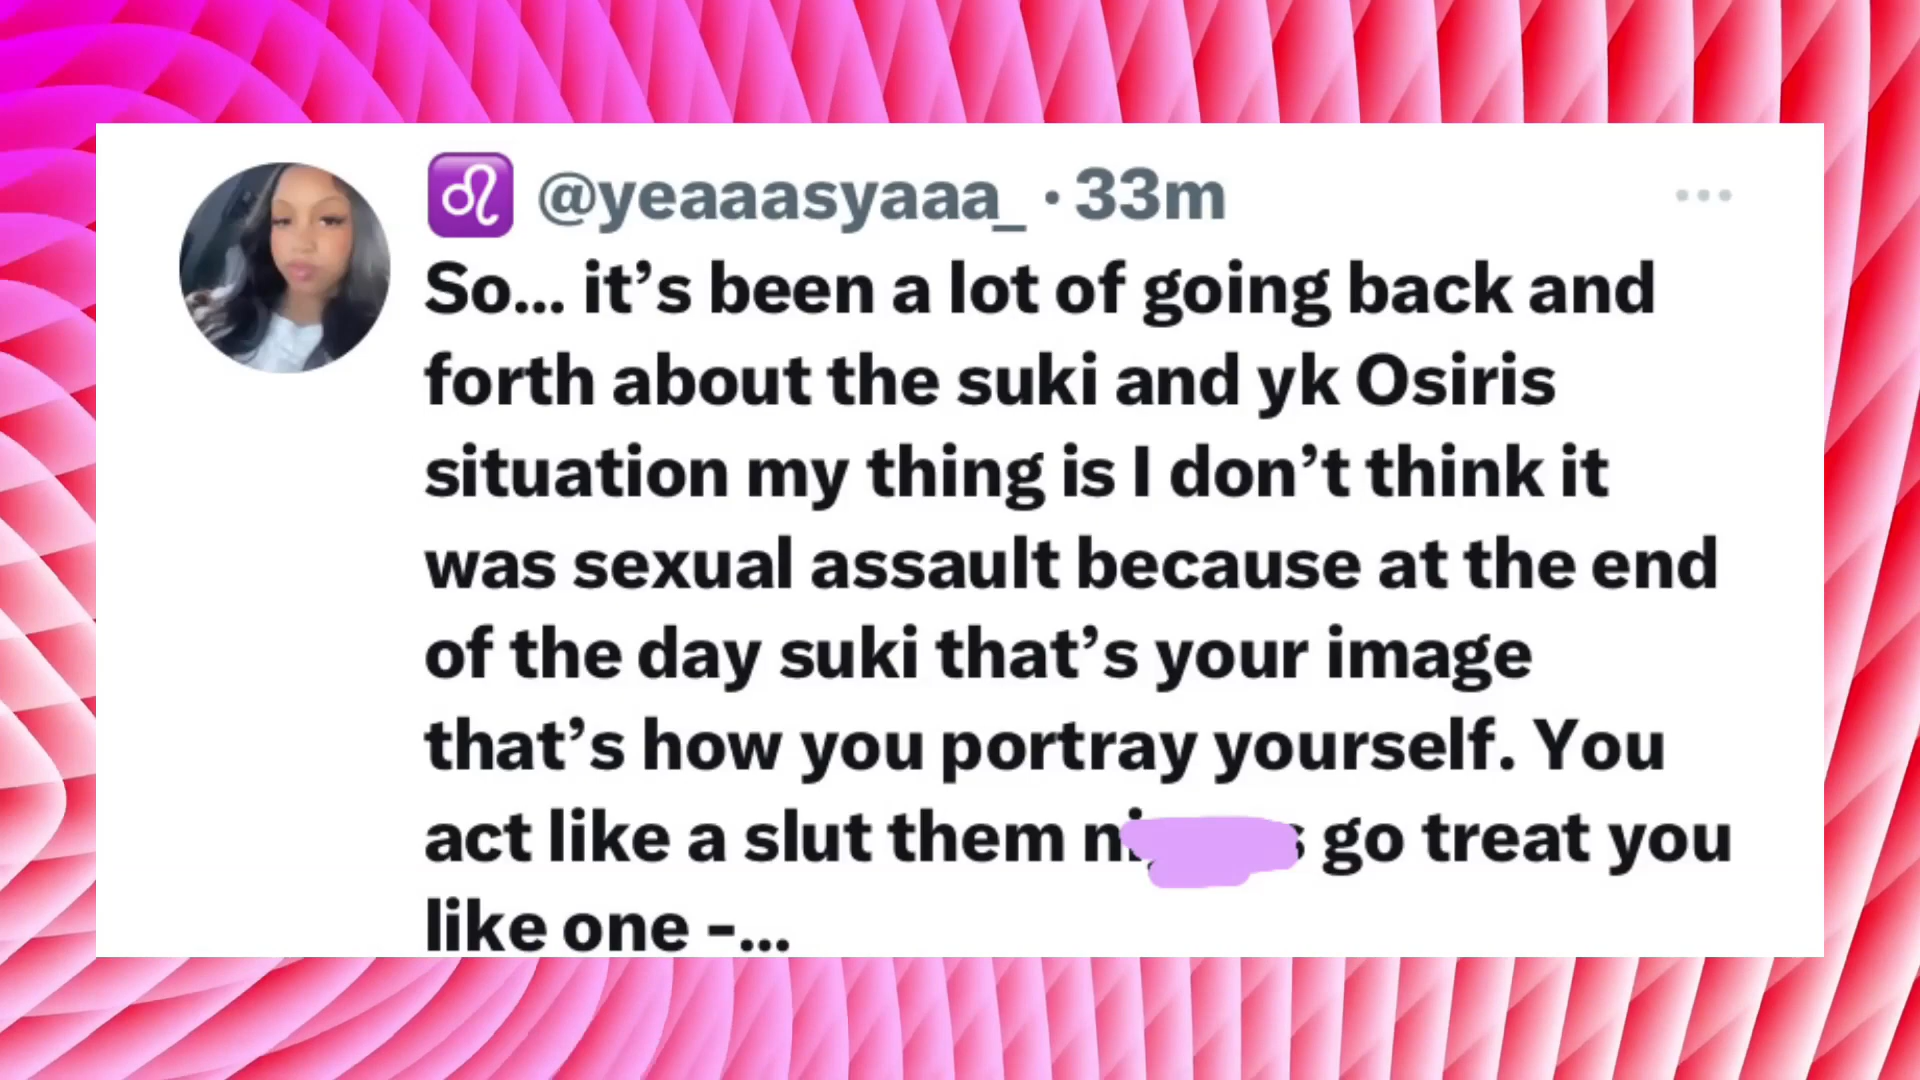 @yeaaasyaaa_ · 33m
So... it's been a lot of going back and
forth about the suki and yk Osiris
situation my thing is I don't think it
was sexual assault because at the end
of the day suki that's your image
that's how you portray yourself. You
act like a slut them go treat you
like one -...